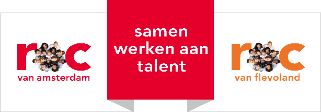 roc
van amsterdam
samen
werken aan
talent
roc
van flevoland